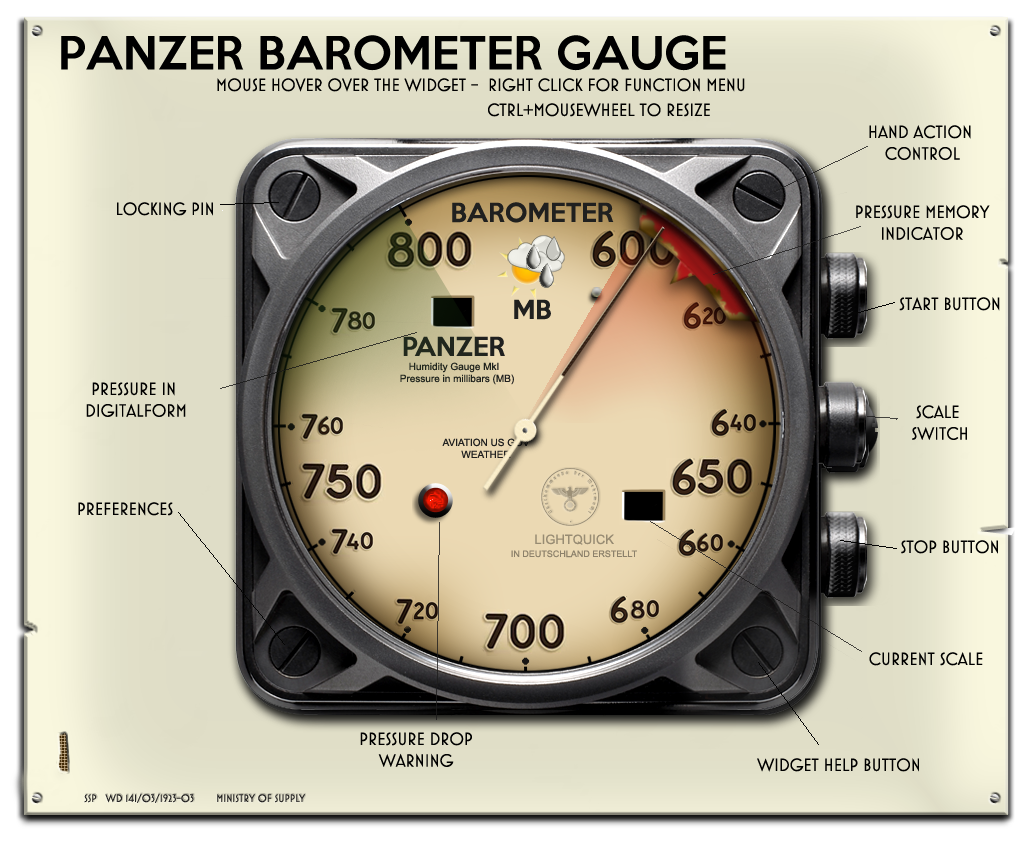 PANZER BAROMETER GAUGE
MOUSE HOVER OVER THE WIDGET - RIGHT CLICK FOR FUNCTION MENU
CTRL+MOUSEWHEEL TO RESIZE
HAND ACTION
CONTROL
LOCKING PIN
PRESSURE MEMORY
INDICATOR
BAROMETER
800
600
START BUTTON
MB
780
620
PANZER
Humidity Gauge MkI
Pressure in millibars (MB)
PRESSURE IN
DIGITALFORM
SCALE
SWITCH
760
640
AVIATION US
WEATHER
750
650
PREFERENCES
LIGHTQUICK
IN DEUTSCHLAND ERSTELLT
740
660
STOP BUTTON
720
700
680
CURRENT SCALE
PRESSURE DROP
WARNING
WIDGET HELP BUTTON
SSP WD 141/03/1923-03 MINISTRY OF SUPPLY